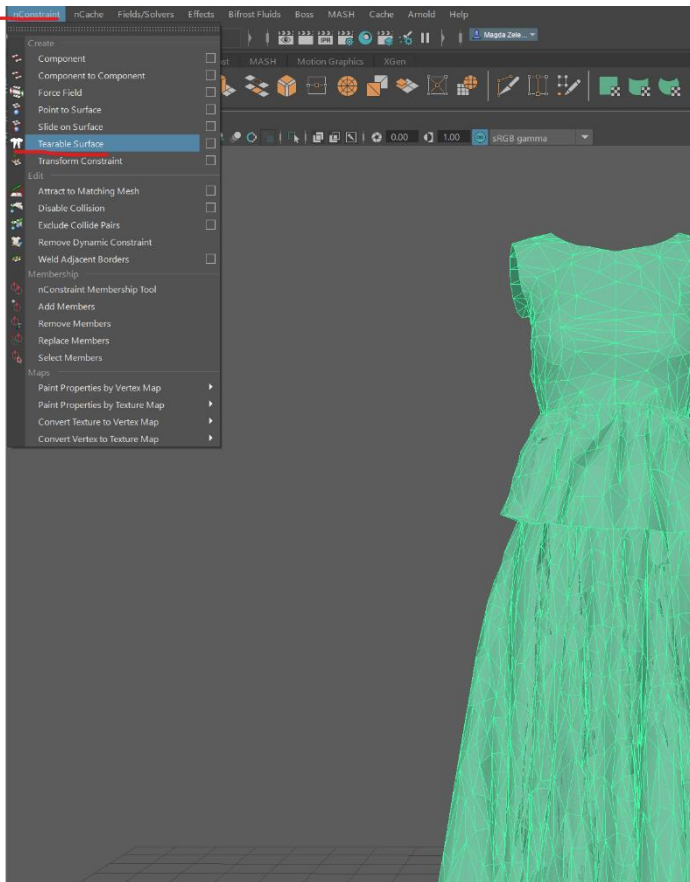 nConstraint nCache Fields/Solvers Effects Bifrost Fluids Boss MASH Cache Arnold Help
Magda Zele...
MASH Motion Graphics XGen
0.00 1.00 sRGB gamma
Create
Component
Component to Component
Force Field
Point to Surface
Slide on Surface
Tearable Surface
Transform Constraint
Edit
Attract to Matching Mesh
Disable Collision
Exclude Collide Pairs
Remove Dynamic Constraint
Weld Adjacent Borders
Membership
nConstraint Membership Tool
Add Members
Remove Members
Replace Members
Select Members
Maps
Paint Properties by Vertex Map
Paint Properties by Texture Map
Convert Texture to Vertex Map
Convert Vertex to Texture Map